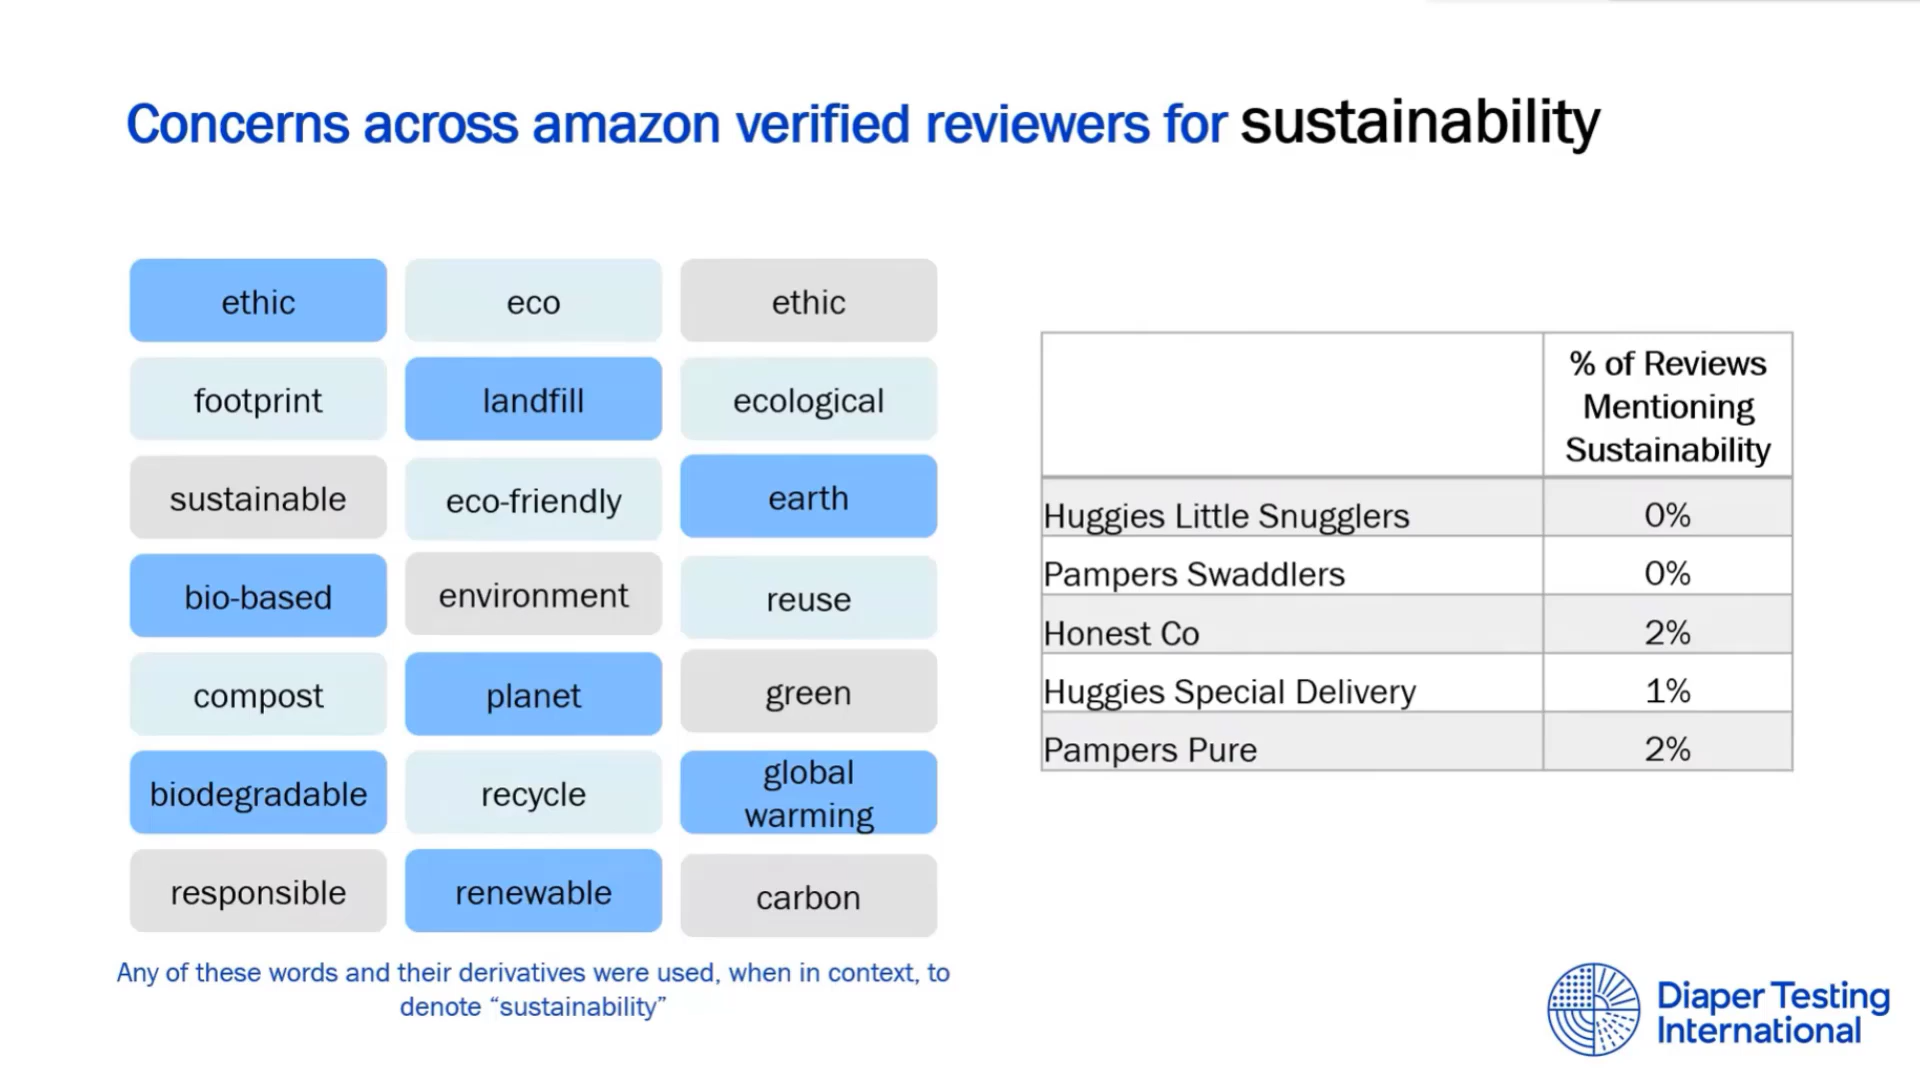 Concerns across amazon verified reviewers for sustainability
ethic
eco
ethic
footprint
landfill
ecological
sustainable
eco-friendly
earth
bio-based
environment
reuse
compost
planet
green
biodegradable
recycle
global
warming
responsible
renewable
carbon
Any of these words and their derivatives were used, when in context, to
denote “sustainability”
% of Reviews
Mentioning
Sustainability
Huggies Little Snugglers 0%
Pampers Swaddlers 0%
Honest Co 2%
Huggies Special Delivery 1%
Pampers Pure 2%
Diaper Testing
International